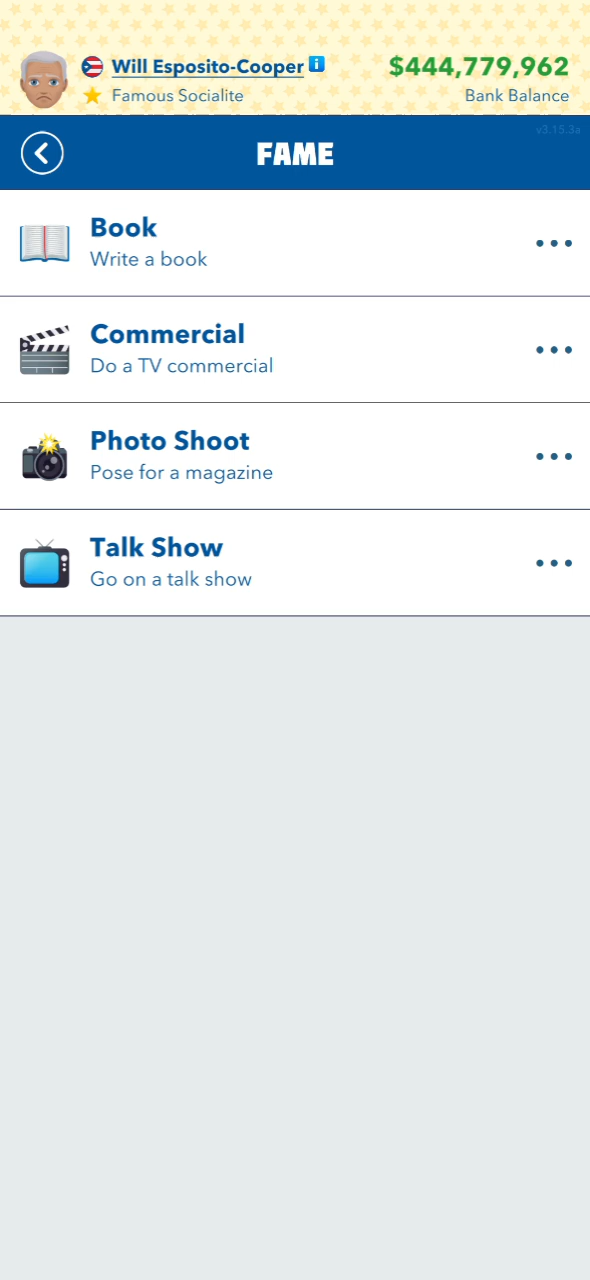 Will Esposito-Cooper i $444,779,962
Famous Socialite Bank Balance
v3.15.3a
FAME
Book
Write a book
Commercial
Do a TV commercial
Photo Shoot
Pose for a magazine
Talk Show
Go on a talk show